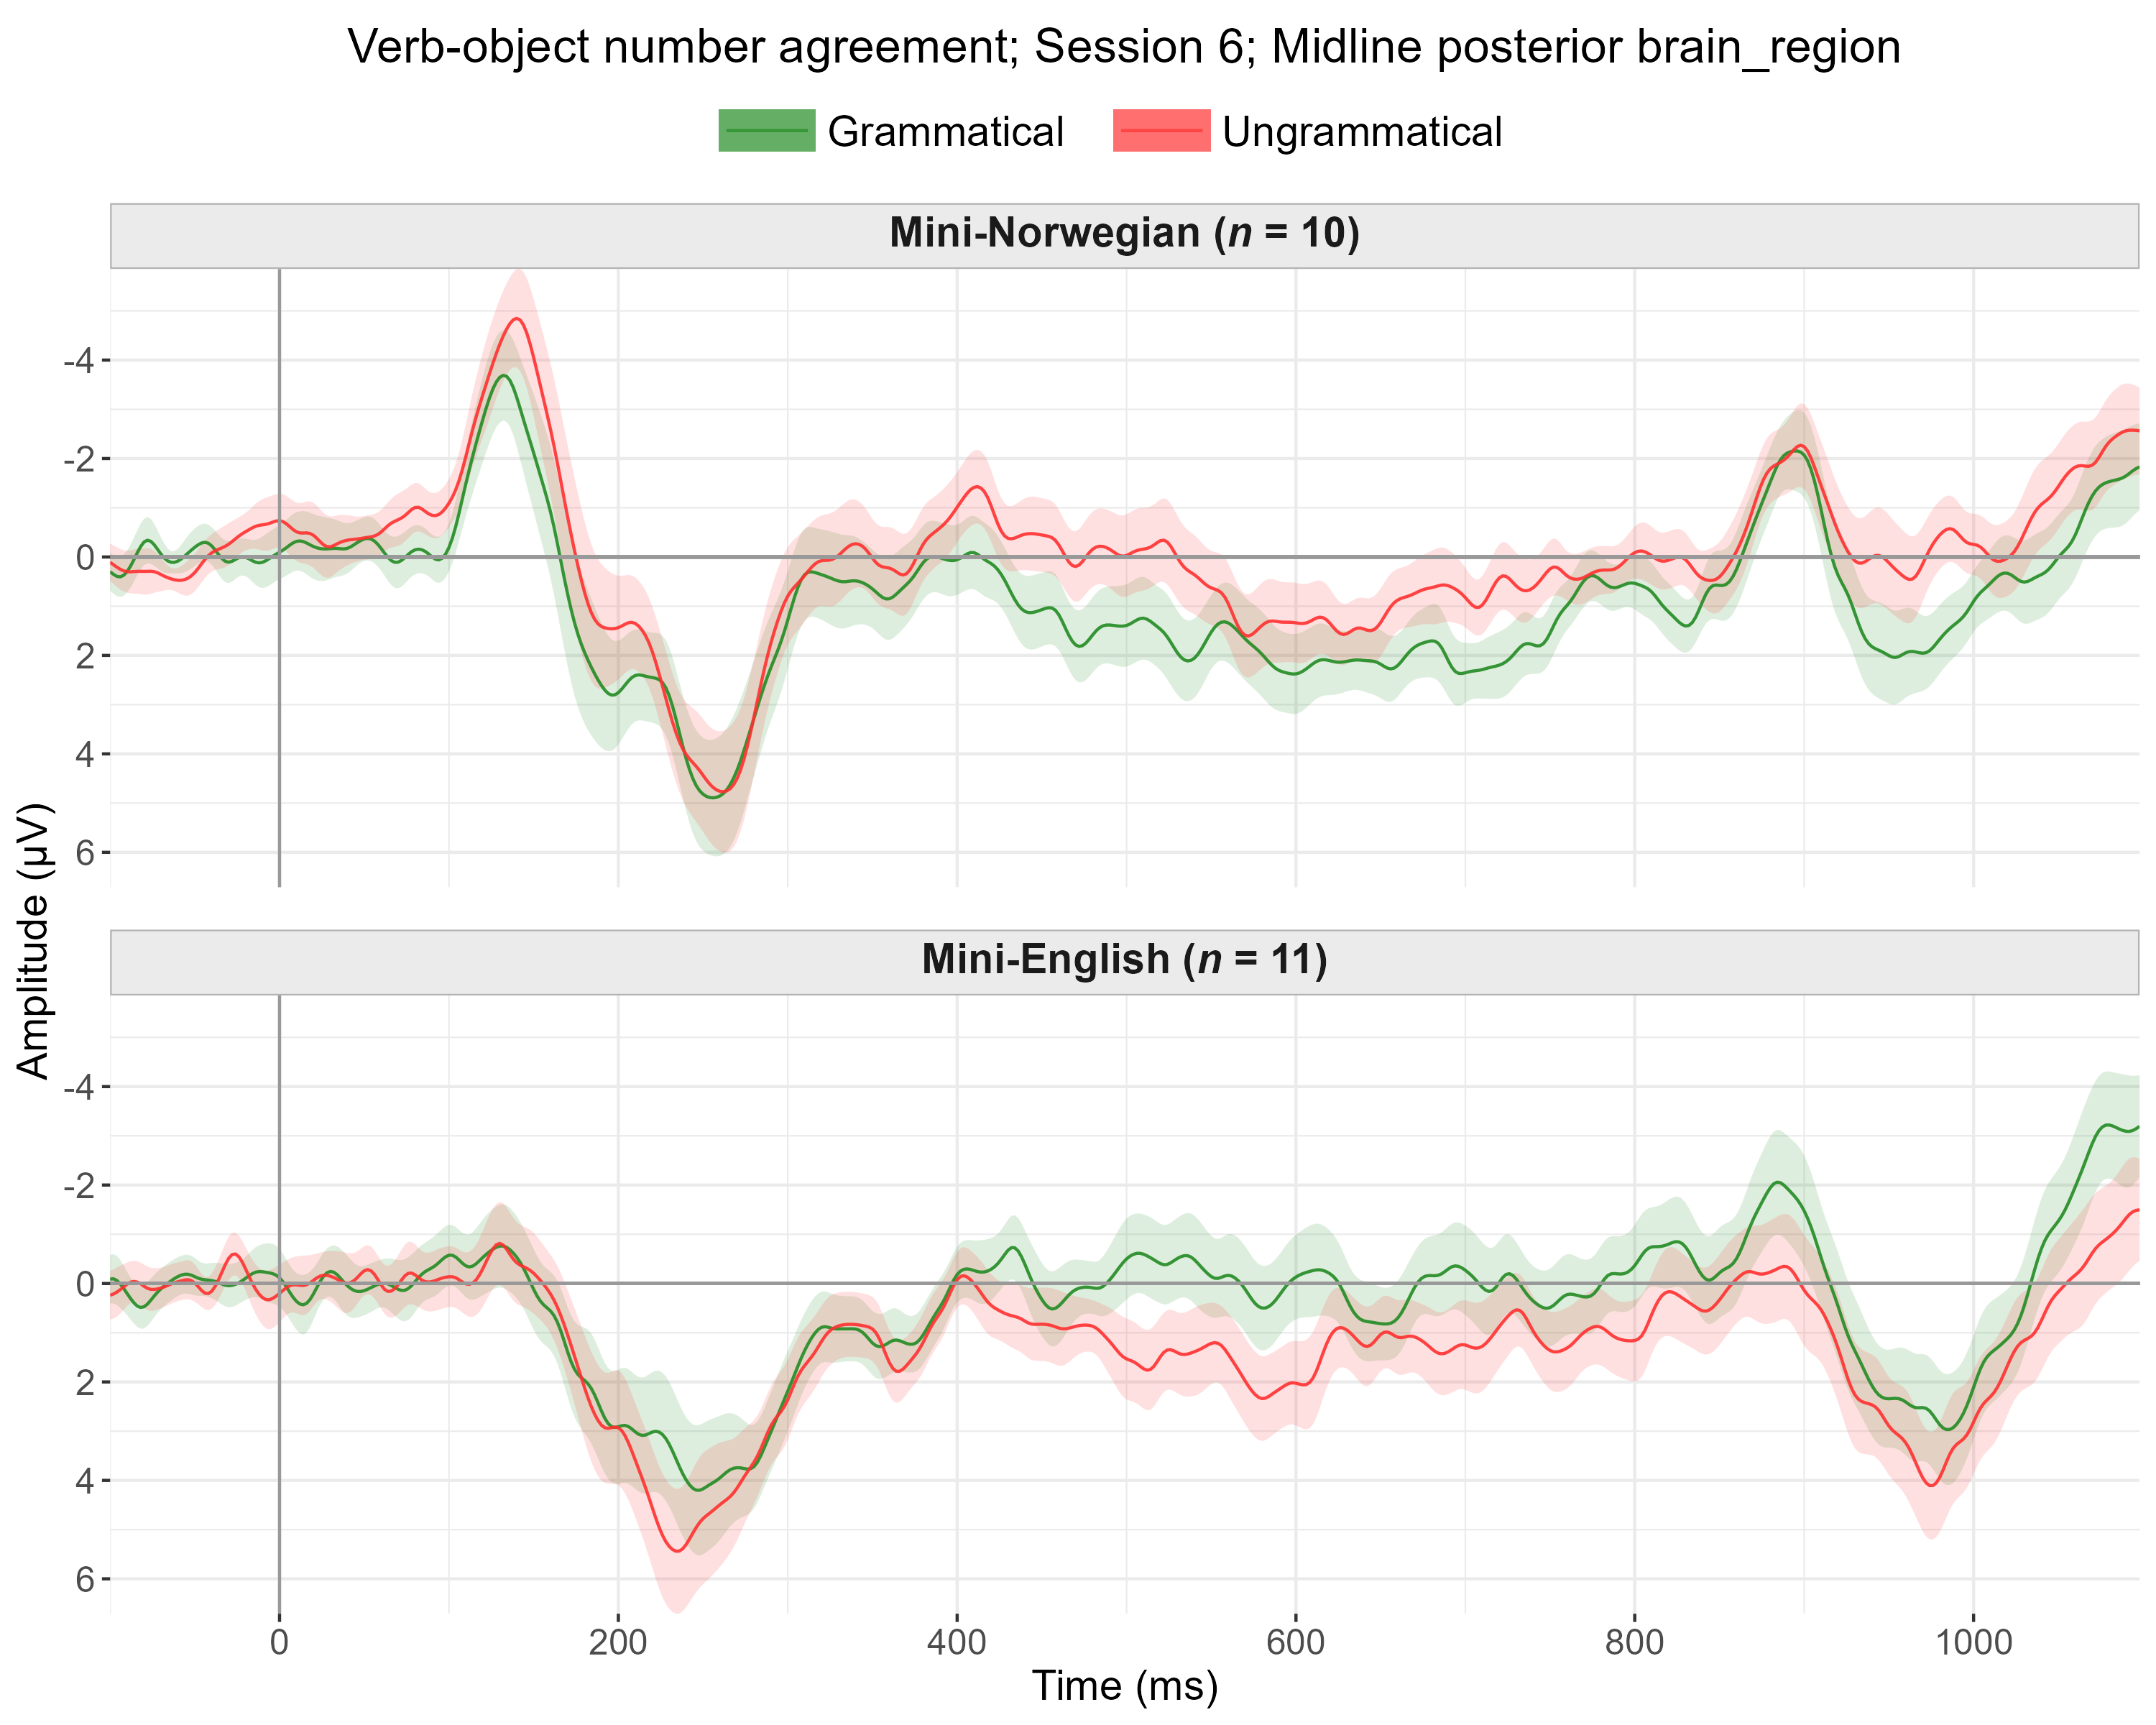 Verb-object number agreement; Session 6; Midline posterior brain_region
Grammatical Ungrammatical
Mini-Norwegian (n = 10)
-4
-2
0
2
4
6
Mini-English (n = 11)
-4
-2
0
2
4
6
Amplitude (µV)
0 200 400 600 800 1000
Time (ms)